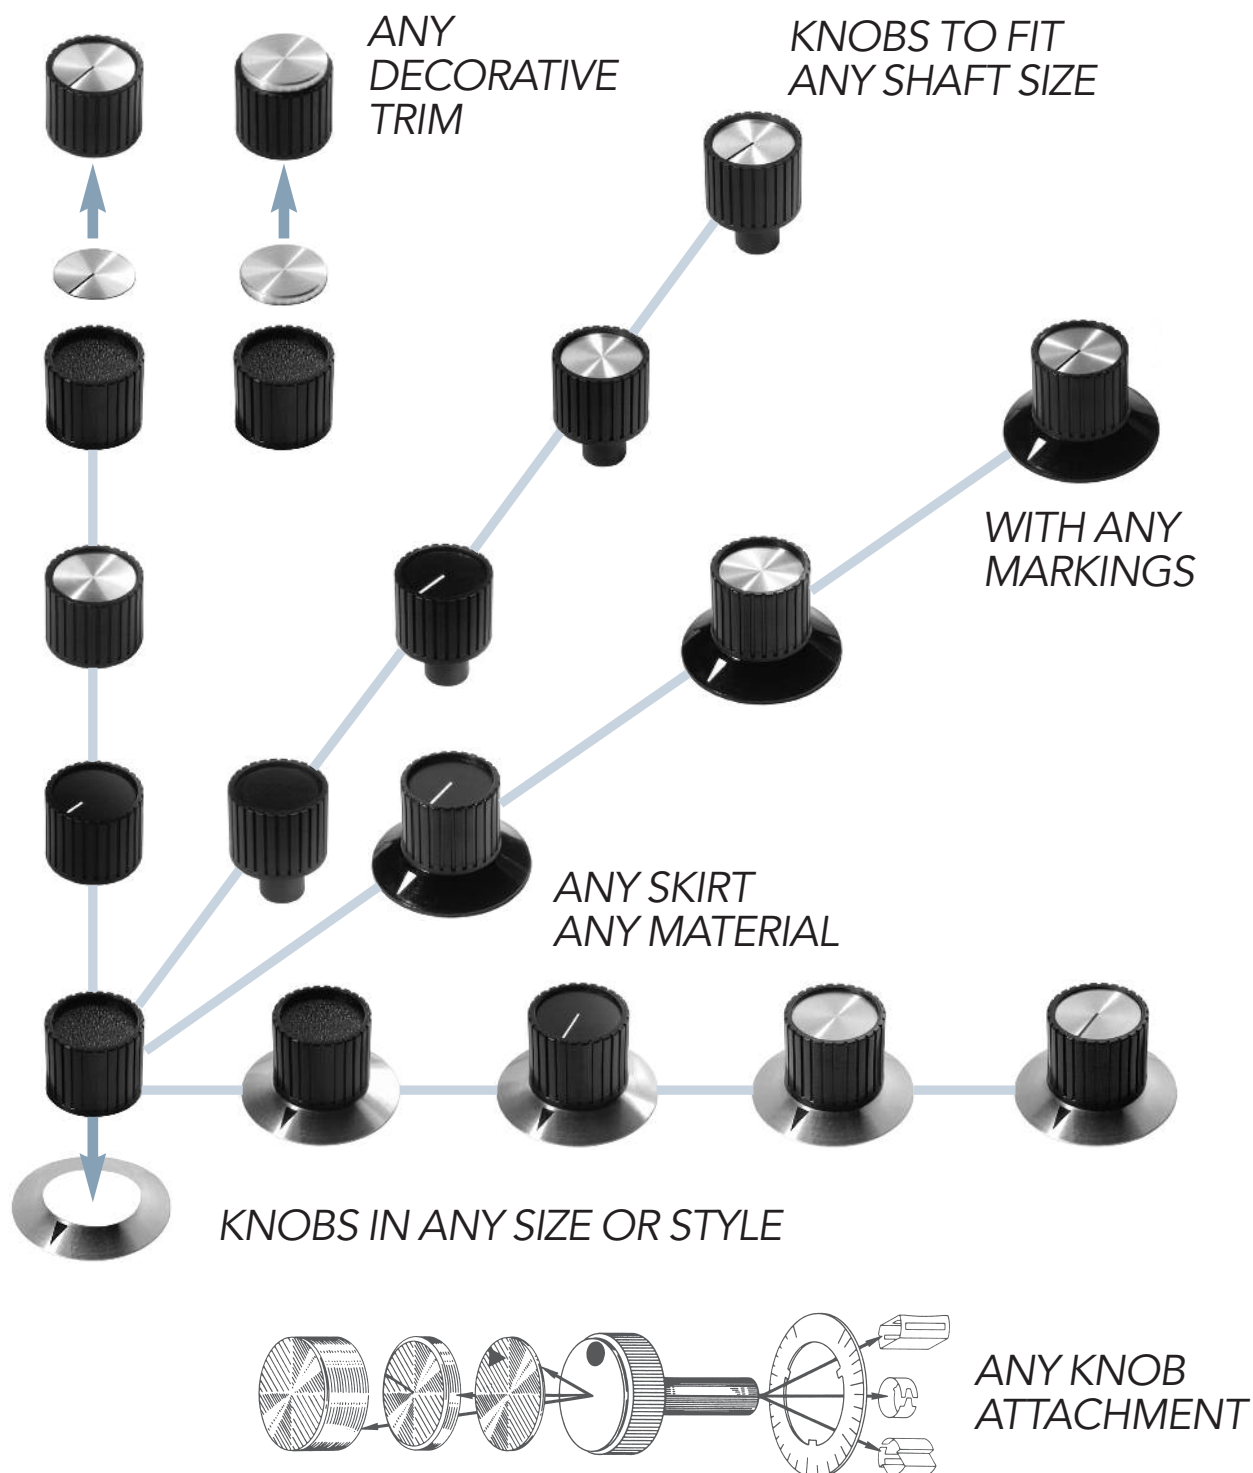 ANY
DECORATIVE
TRIM
KNOBS TO FIT
ANY SHAFT SIZE
WITH ANY
MARKINGS
ANY SKIRT
ANY MATERIAL
KNOBS IN ANY SIZE OR STYLE
ANY KNOB
ATTACHMENT